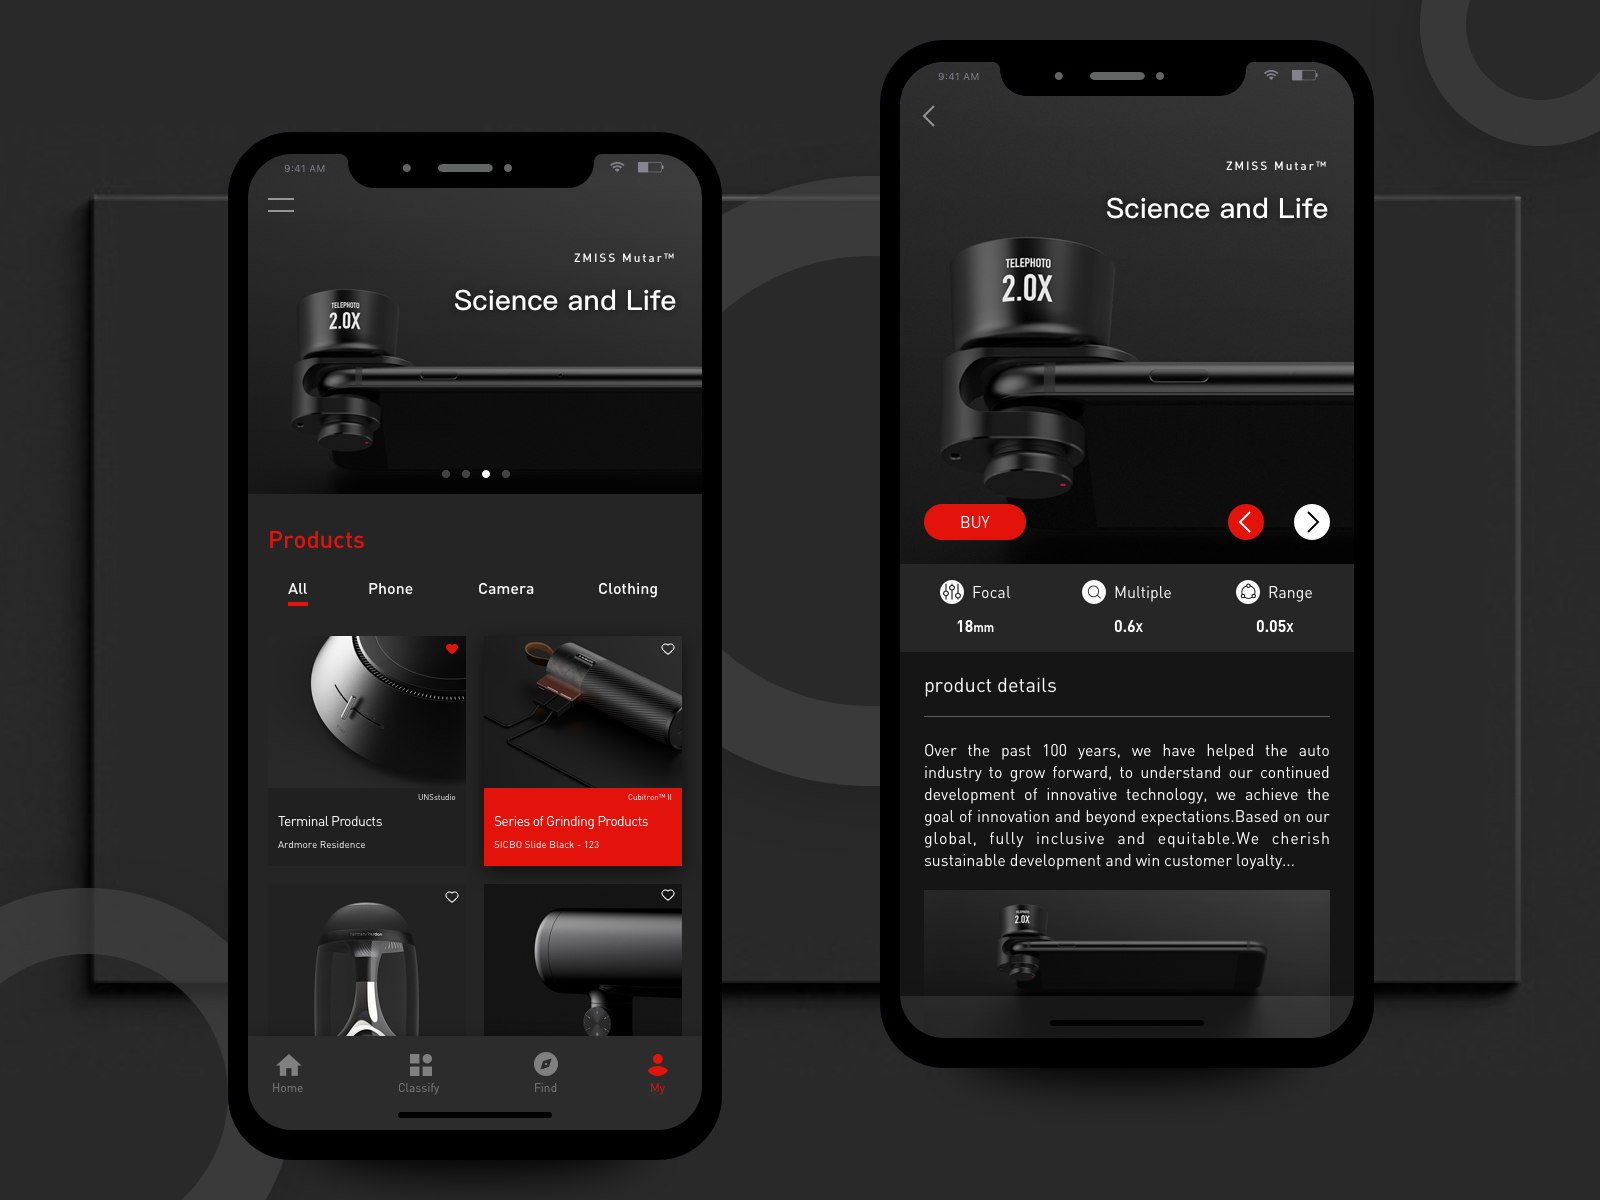 9:41 AM
ZMISS Mutar™
Science and Life
TELEPHOTO
2.0X
Products
All
Phone
Camera
Clothing
UNSstudio
Terminal Products
Ardmore Residence
Cubitron™ II
Series of Grinding Products
SICBO Slide Black - 123
harman/kardon
Home
Classify
Find
My
9:41 AM
ZMISS Mutar™
Science and Life
TELEPHOTO
2.0X
BUY
Focal
Multiple
Range
18mm
0.6x
0.05x
product details
Over the past 100 years, we have helped the auto
industry to grow forward, to understand our continued
development of innovative technology, we achieve the
goal of innovation and beyond expectations.Based on our
global, fully inclusive and equitable.We cherish
sustainable development and win customer loyalty...
TELEPHOTO
2.0X